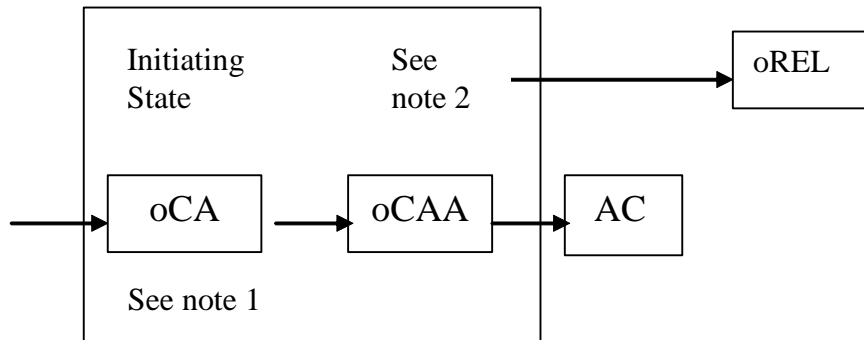 Initiating
State
See
note 2
oREL
oCA
oCAA
AC
See note 1